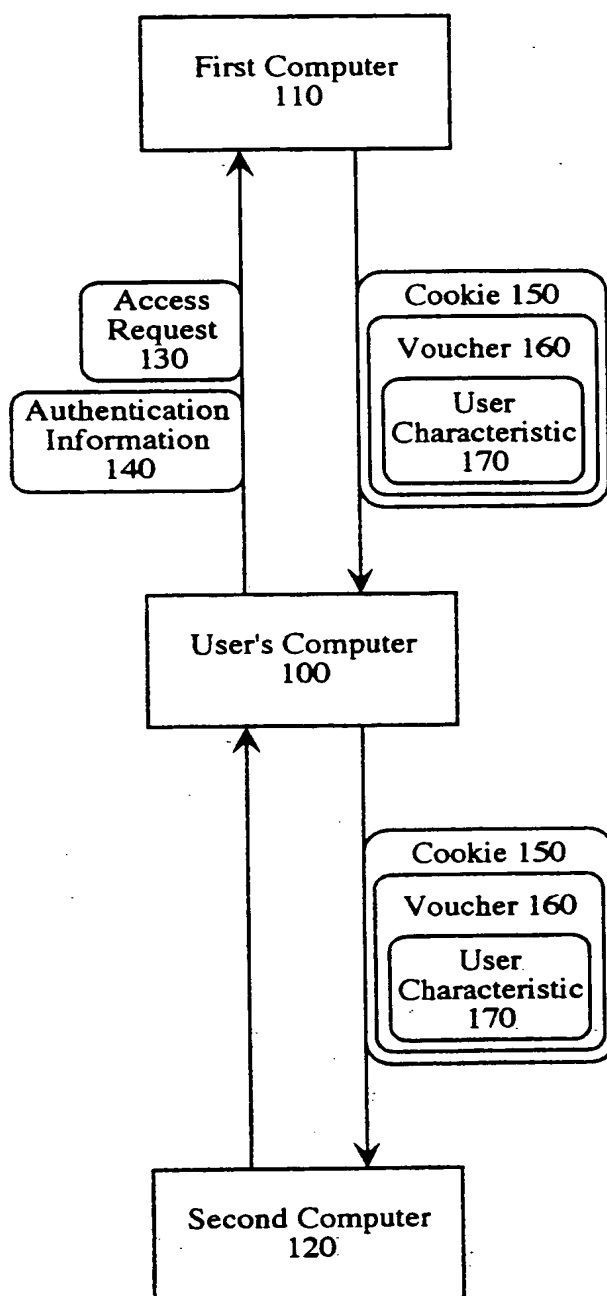 First Computer
110
Access
Request
130
Authentication
Information
140
Cookie 150
Voucher 160
User
Characteristic
170
User's Computer
100
Cookie 150
Voucher 160
User
Characteristic
170
Second Computer
120